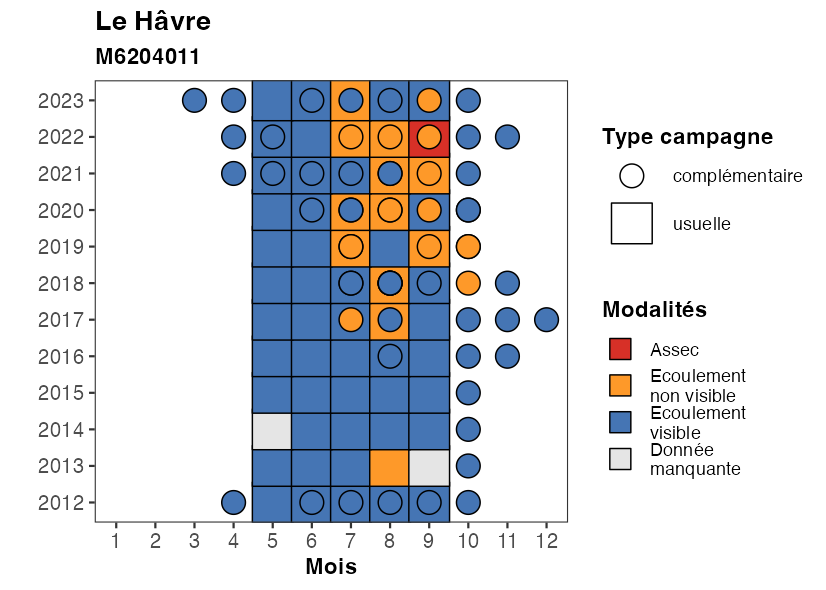 Le Hâvre
M6204011
2023
2022
2021
2020
2019
2018
2017
2016
2015
2014
2013
2012
1 2 3 4 5 6 7 8 9 10 11 12
Mois
Type campagne
complémentaire
usuelle
Modalités
Assec
Ecoulement
non visible
Ecoulement
visible
Donnée
manquante